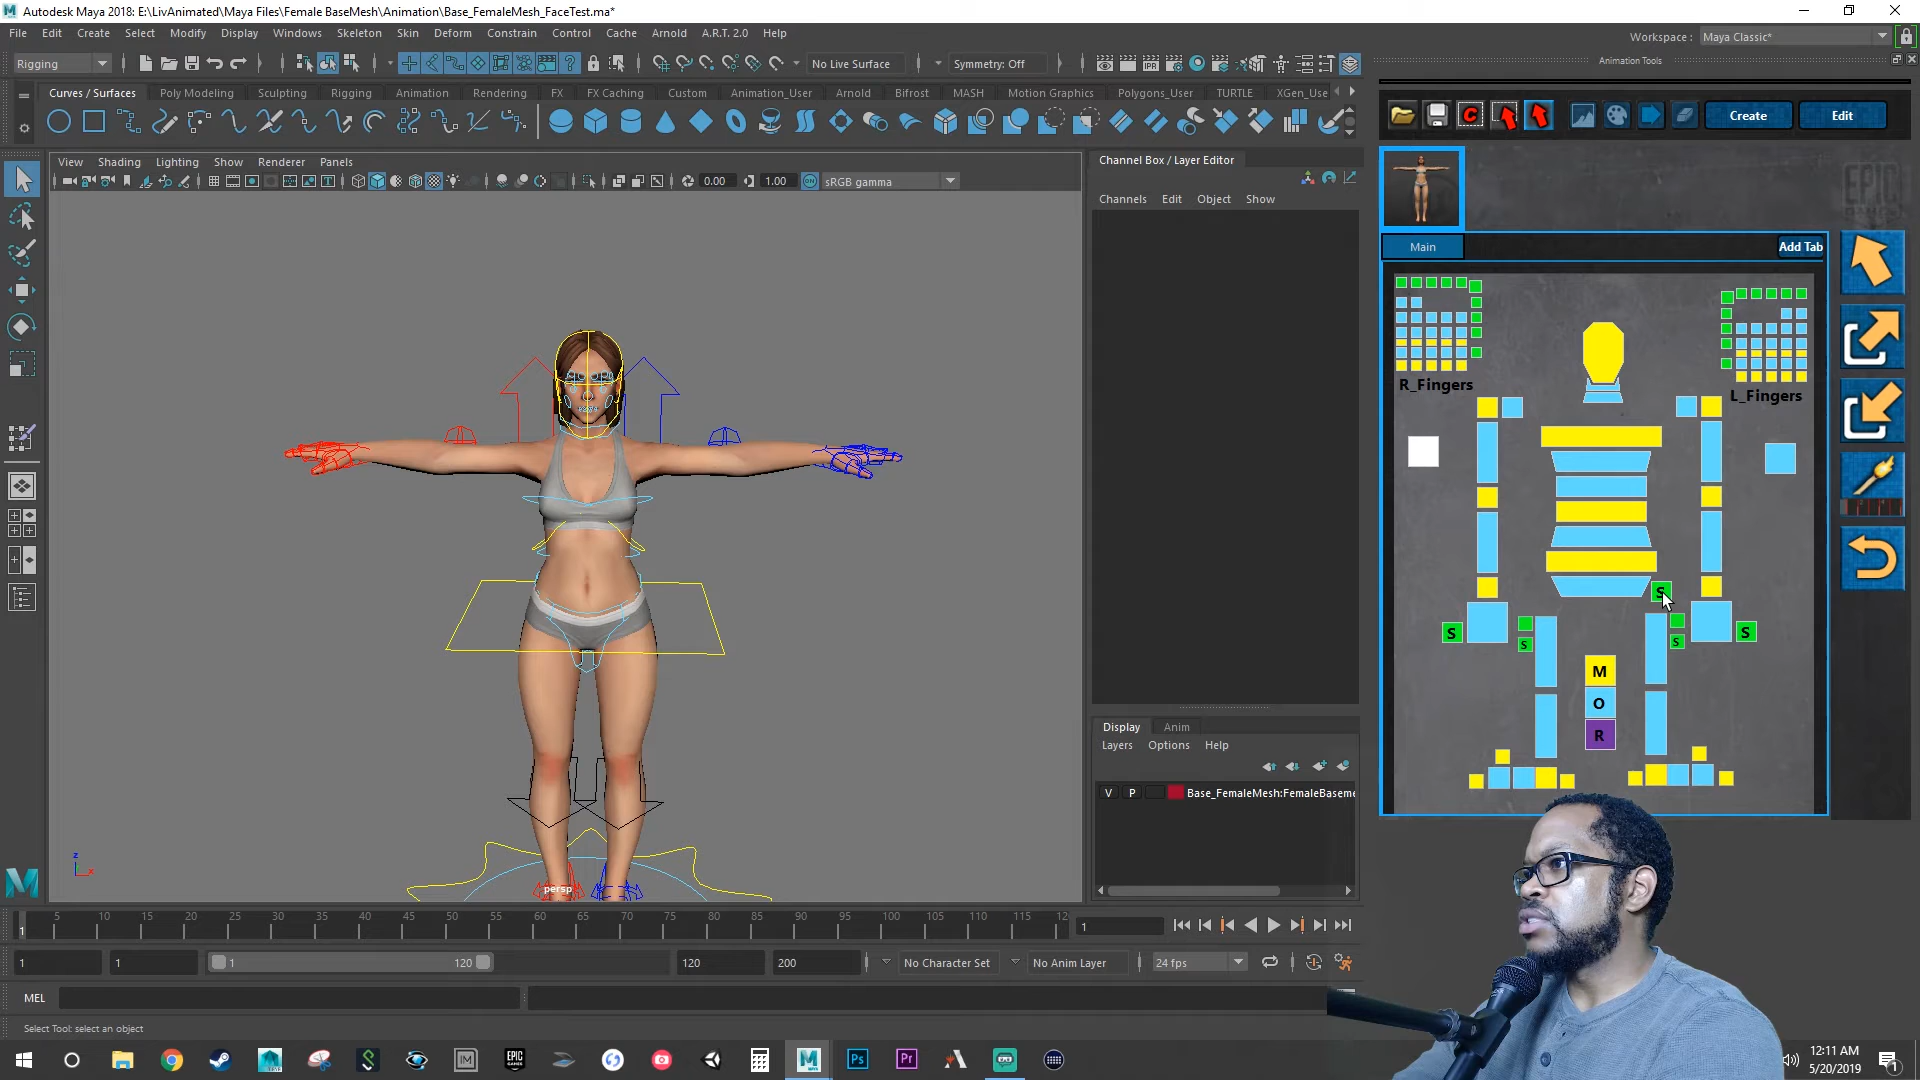 Autodesk Maya 2018: E:\LivAnimated\Maya Files\Female BaseMesh\Animation\Base_FemaleMesh_FaceTest.ma*
File Edit Create Select Modify Display Windows Skeleton Skin Deform Constrain Control Cache Arnold A.R.T. 2.0 Help
Workspace : Maya Classic*
Animation Tools
Rigging No Live Surface Symmetry: Off
Curves / Surfaces Poly Modeling Sculpting Rigging Animation Rendering FX FX Caching Custom Animation_User Arnold Bifrost MASH Motion Graphics Polygons_User TURTLE XGen_Use
Create Edit
View Shading Lighting Show Renderer Panels
0.00 1.00 sRGB gamma
Channel Box / Layer Editor
Channels Edit Object Show
EPIC
Main Add Tab
R_Fingers
L_Fingers
S
S S
S S
M
O
R
Display Anim
Layers Options Help
V P Base_FemaleMesh:FemaleBaseme
persp
z
x
5 10 15 20 25 30 35 40 45 50 55 60 65 70 75 80 85 90 95 100 105 110 115 12
1 1
1 1 1 120 120 200 No Character Set No Anim Layer 24 fps
MEL
Select Tool: select an object
12:11 AM
5/20/2019